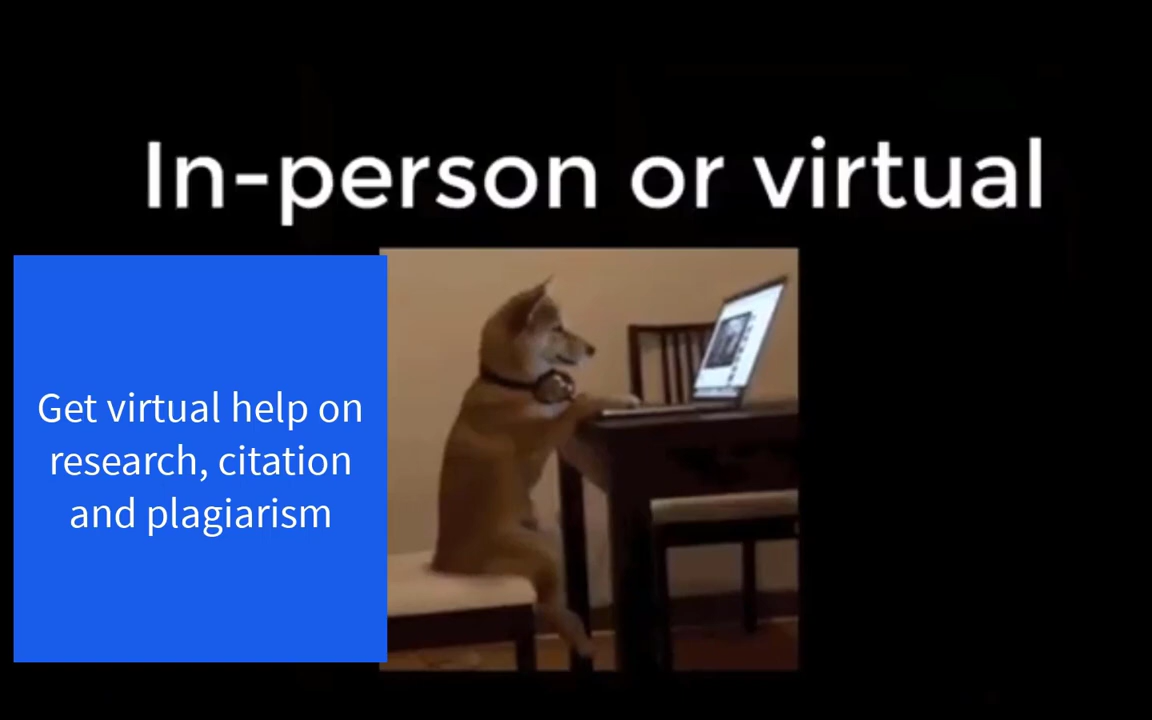 In-person or virtual
Get virtual help on
research, citation
and plagiarism